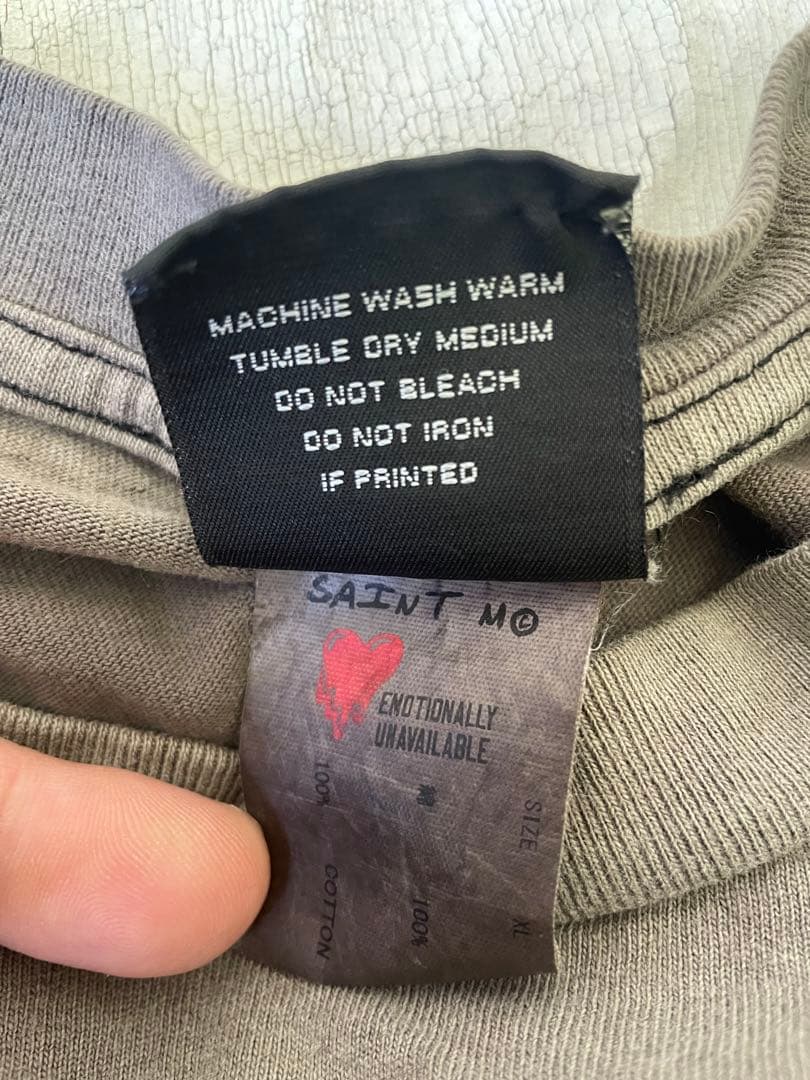 MACHINE WASH WARM
TUMBLE DRY MEDIUM
DO NOT BLEACH
DO NOT IRON
IF PRINTED
SAINT M©
EMOTIONALLY
UNAVAILABLE
100% COTTON
100%
SIZE XL